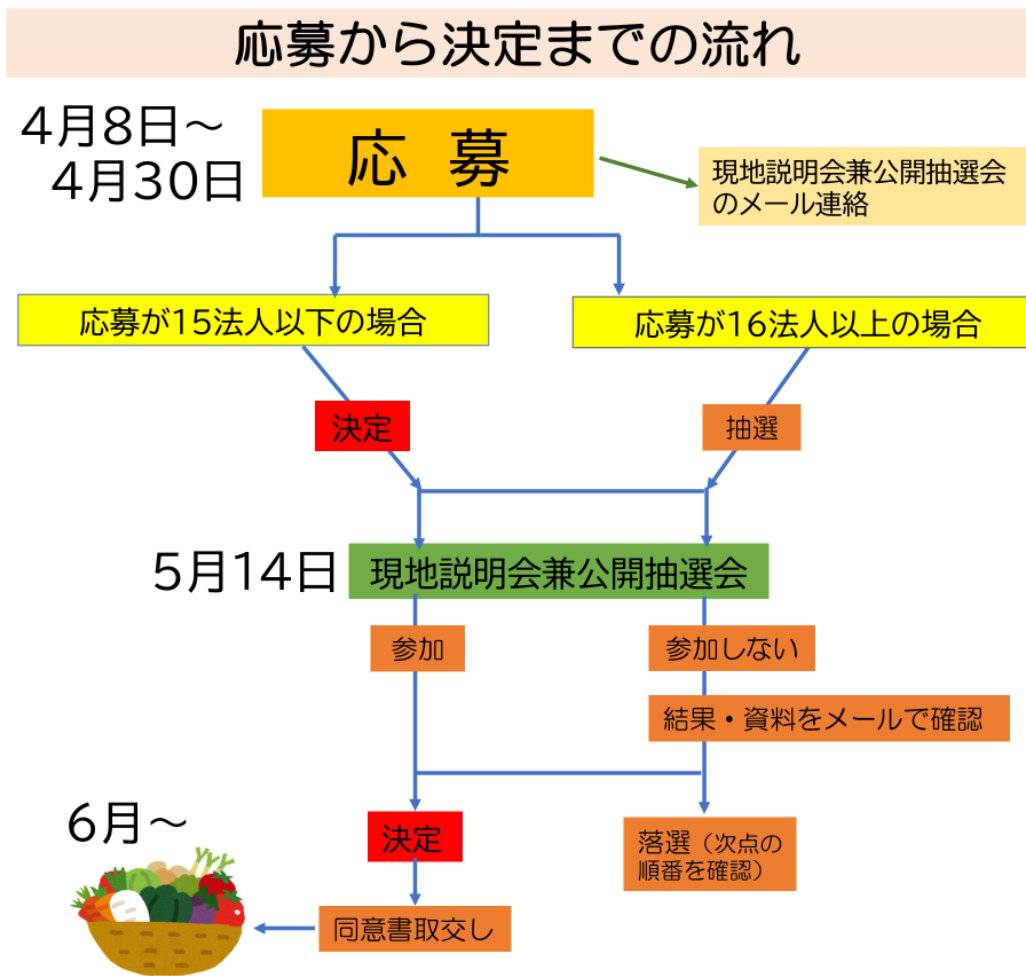 応募から決定までの流れ
4月8日～
4月30日
応 募
現地説明会兼公開抽選会
のメール連絡
応募が15法人以下の場合
応募が16法人以上の場合
決定
抽選
5月14日
現地説明会兼公開抽選会
参加
参加しない
結果・資料をメールで確認
6月～
決定
落選（次点の
順番を確認）
同意書取交し